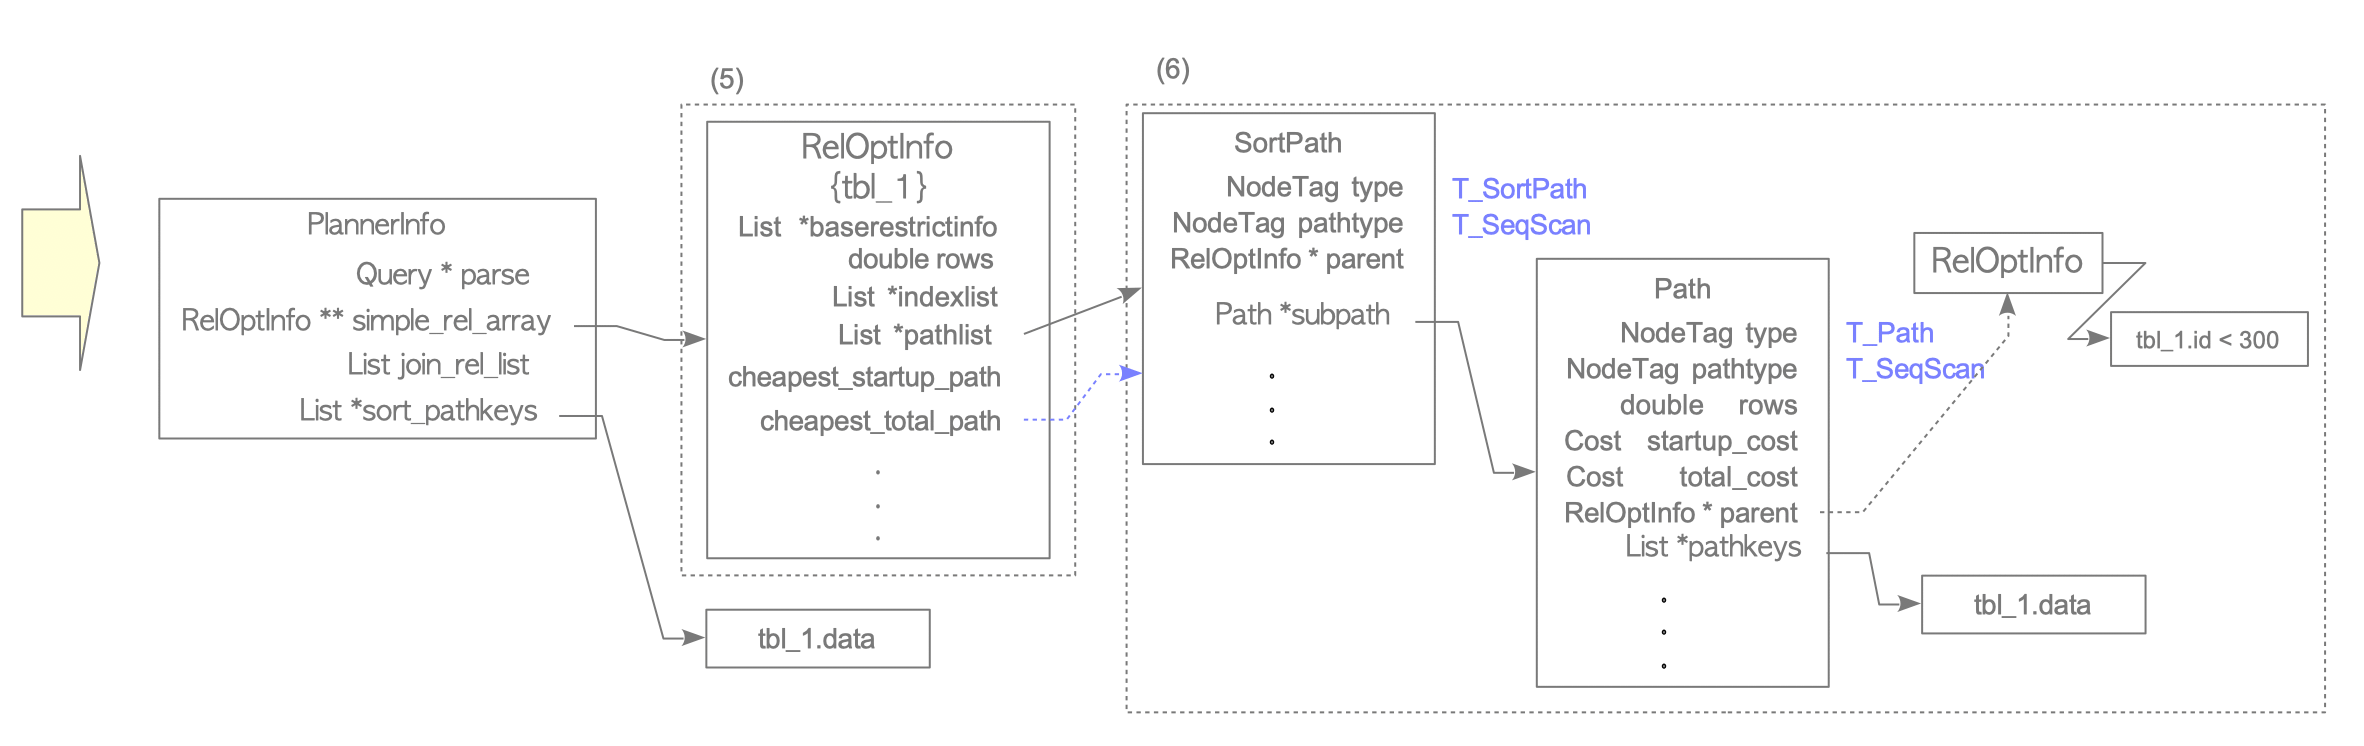 (5)
(6)
PlannerInfo
Query * parse
RelOptInfo ** simple_rel_array
List join_rel_list
List *sort_pathkeys
RelOptInfo
{tbl_1}
List *baserestrictinfo
double rows
List *indexlist
List *pathlist
cheapest_startup_path
cheapest_total_path
tbl_1.data
SortPath
NodeTag type T_SortPath
NodeTag pathtype T_SeqScan
RelOptInfo * parent
Path *subpath
Path
NodeTag type T_Path
NodeTag pathtype T_SeqScan
double rows
Cost startup_cost
Cost total_cost
RelOptInfo * parent
List *pathkeys
RelOptInfo
tbl_1.id < 300
tbl_1.data